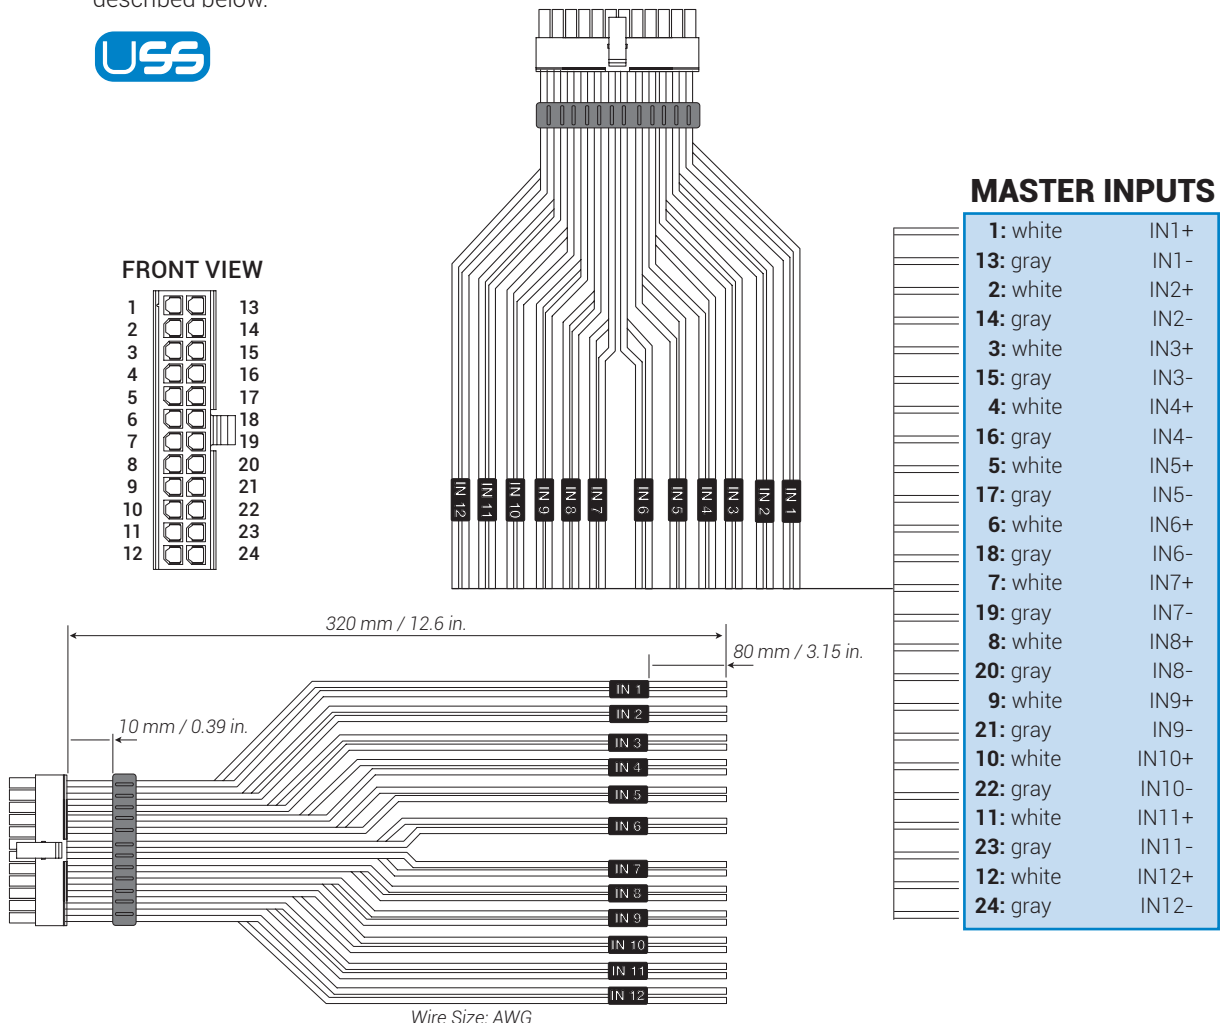 described below.
USS
FRONT VIEW
1 13
2 14
3 15
4 16
5 17
6 18
7 19
8 20
9 21
10 22
11 23
12 24
IN 12
IN 11
IN 10
IN 9
IN 8
IN 7
IN 6
IN 5
IN 4
IN 3
IN 2
IN 1
MASTER INPUTS
1: white IN1+
13: gray IN1-
2: white IN2+
14: gray IN2-
3: white IN3+
15: gray IN3-
4: white IN4+
16: gray IN4-
5: white IN5+
17: gray IN5-
6: white IN6+
18: gray IN6-
7: white IN7+
19: gray IN7-
8: white IN8+
20: gray IN8-
9: white IN9+
21: gray IN9-
10: white IN10+
22: gray IN10-
11: white IN11+
23: gray IN11-
12: white IN12+
24: gray IN12-
320 mm / 12.6 in.
80 mm / 3.15 in.
10 mm / 0.39 in.
IN 1
IN 2
IN 3
IN 4
IN 5
IN 6
IN 7
IN 8
IN 9
IN 10
IN 11
IN 12
Wire Size: AWG